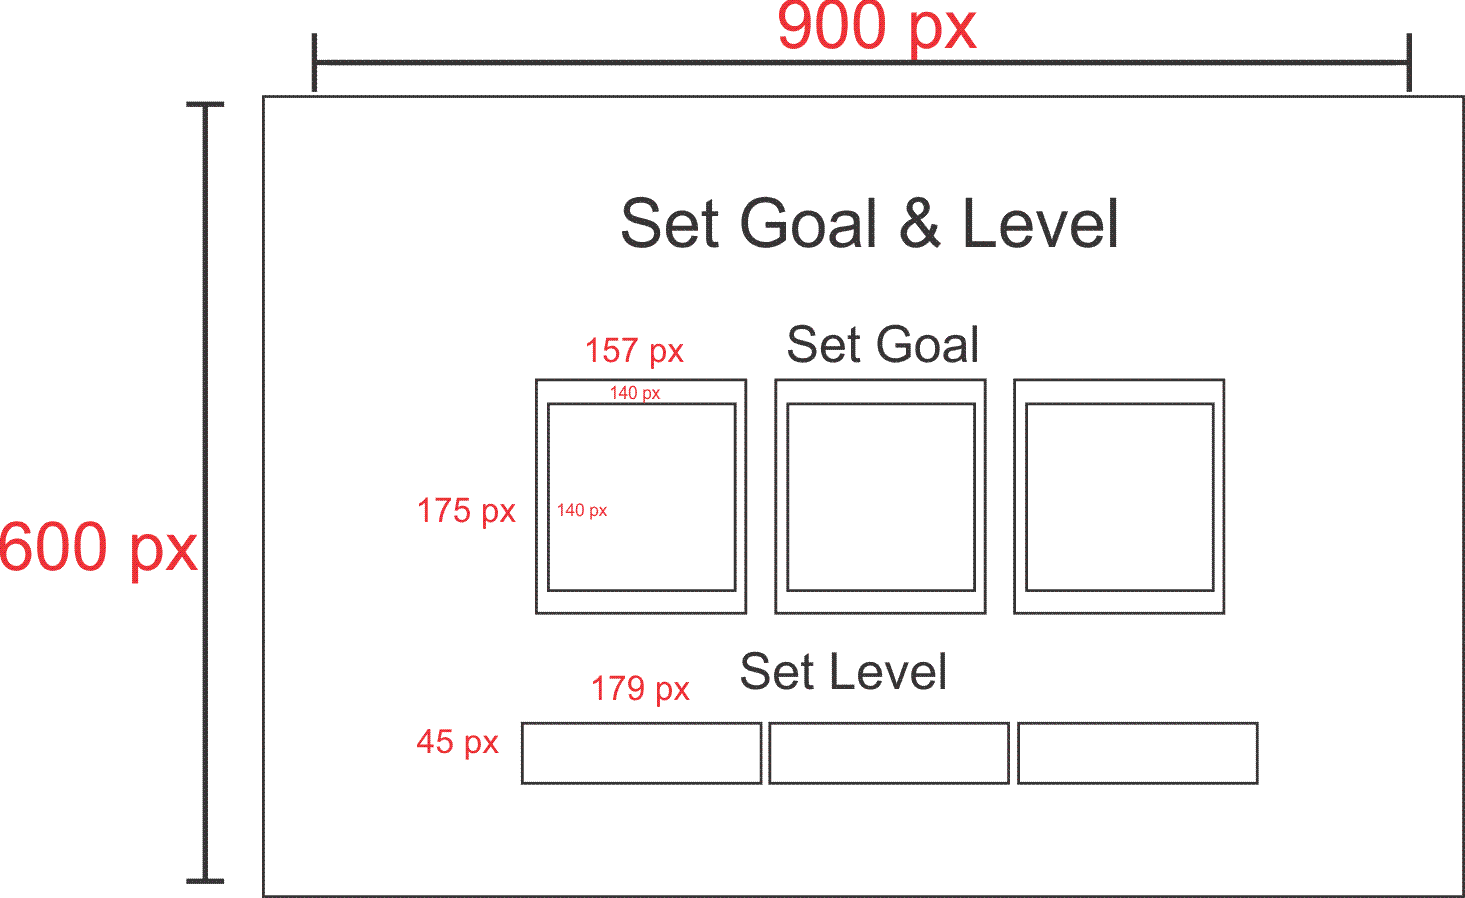 900 px
Set Goal & Level
157 px
Set Goal
140 px
175 px
140 px
600 px
Set Level
179 px
45 px